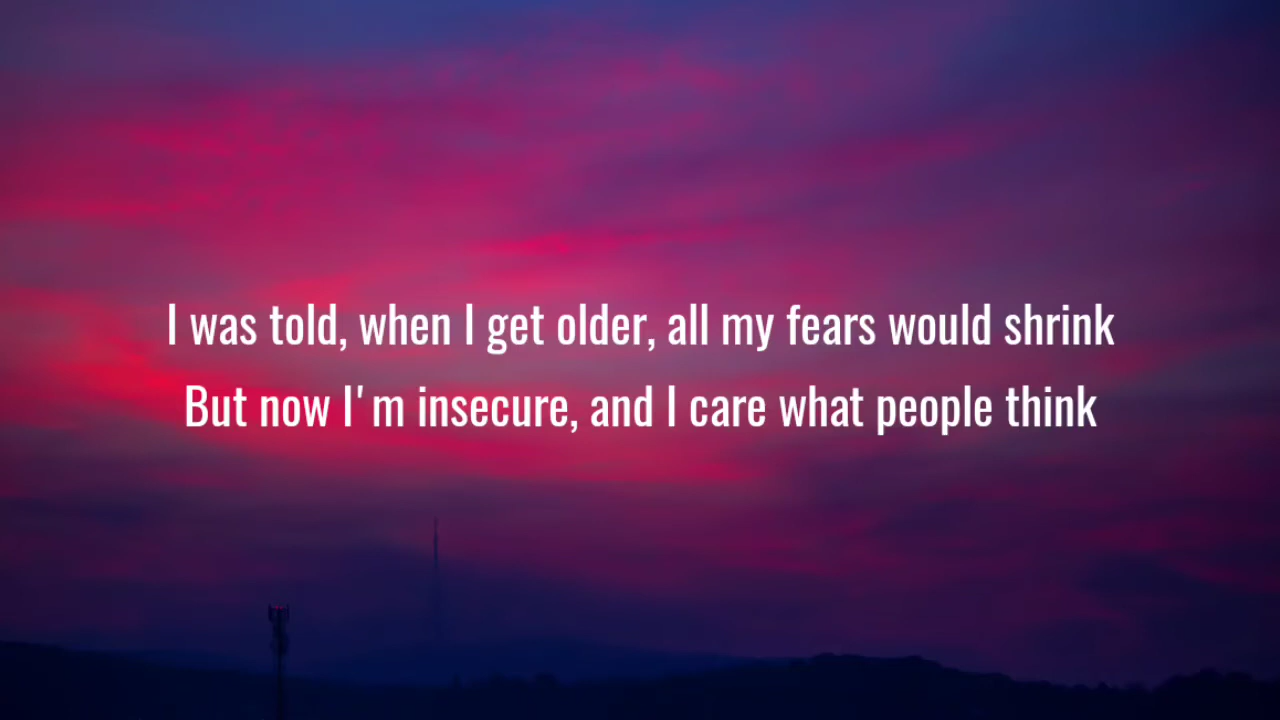 I was told, when I get older, all my fears would shrink
But now I'm insecure, and I care what people think